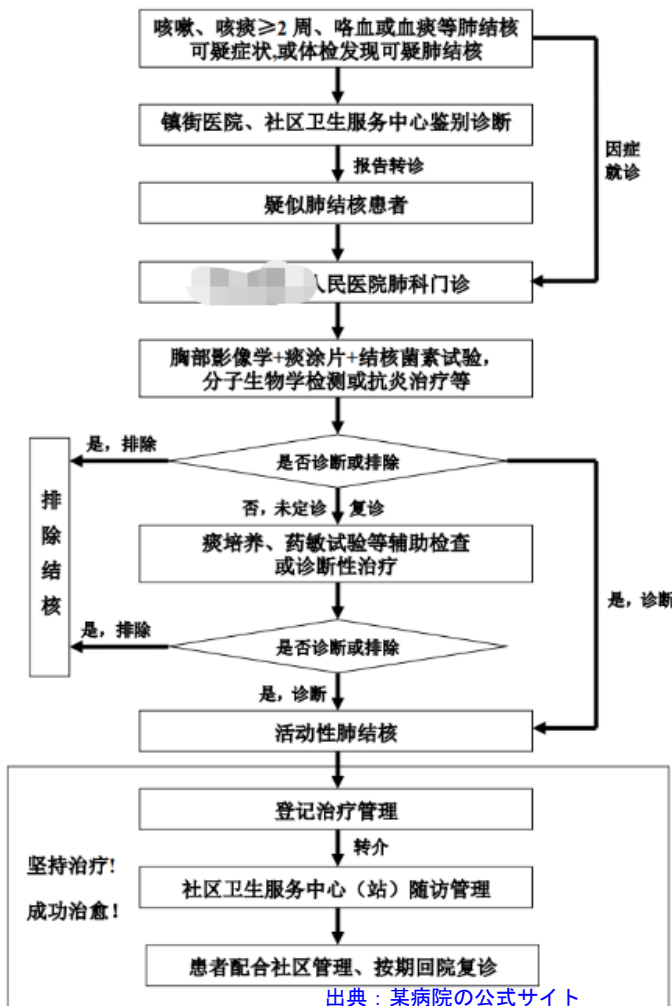 咳嗽、咳痰≥2 周、咯血或血痰等肺结核
可疑症状,或体检发现可疑肺结核
镇街医院、社区卫生服务中心鉴别诊断
因症
就诊
报告转诊
疑似肺结核患者
人民医院肺科门诊
胸部影像学+痰涂片+结核菌素试验，
分子生物学检测或抗炎治疗等
是，排除
是否诊断或排除
排
除
结
核
否，未定诊 复诊
痰培养、药敏试验等辅助检查
或诊断性治疗
是，诊断
是，排除
是否诊断或排除
是，诊断
活动性肺结核
登记治疗管理
转介
坚持治疗!
成功治愈！
社区卫生服务中心（站）随访管理
患者配合社区管理、按期回院复诊
出典：某病院の公式サイト